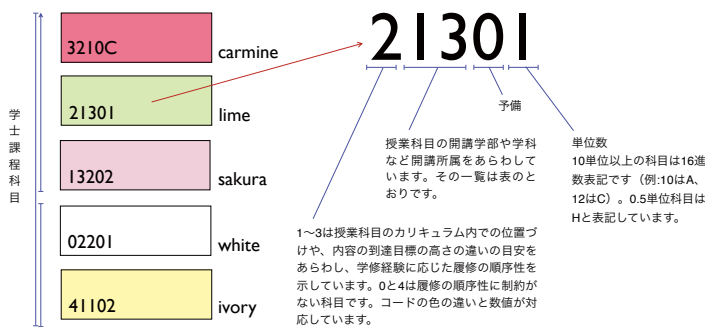 学士課程科目
3210C
carmine
21301
lime
13202
sakura
02201
white
41102
ivory
21301
予備
授業科目の開講学部や学科
など開講所属をあらわして
います。その一覧は表のと
おりです。
単位数
10単位以上の科目は16進
数表記です（例:10はA、
12はC）。0.5単位科目は
Hと表記しています。
1〜3は授業科目のカリキュラム内での位置づ
けや、内容の到達目標の高さの違いの目安を
あらわし、学修経験に応じた履修の順序性を
示しています。0と4は履修の順序性に制約が
ない科目です。コードの色の違いと数値が対
応しています。